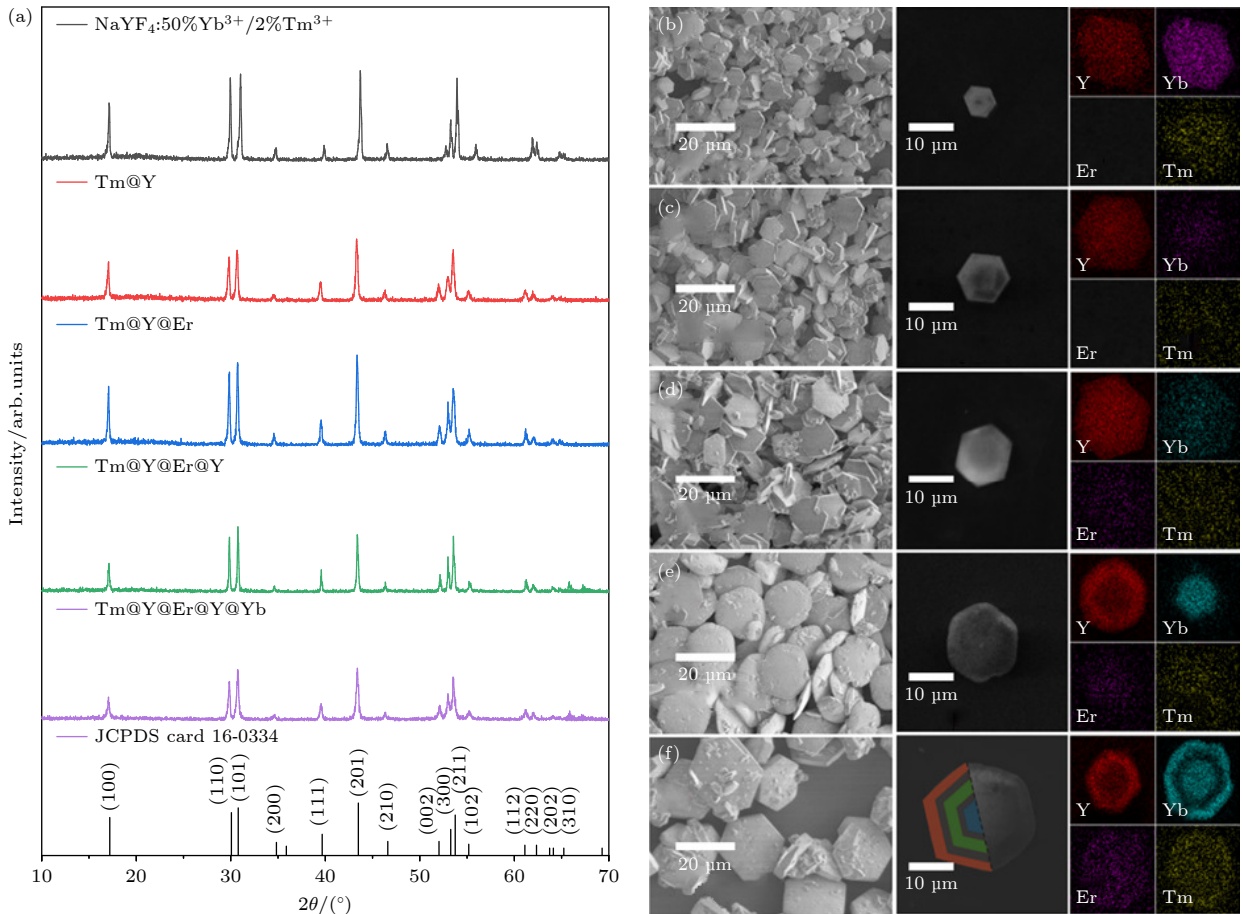 (a)
NaYF₄:50%Yb³⁺/2%Tm³⁺
Tm@Y
Tm@Y@Er
Tm@Y@Er@Y
Tm@Y@Er@Y@Yb
JCPDS card 16-0334
(100)
(110)
(101)
(200)
(111)
(201)
(210)
(002)
(300)
(211)
(102)
(112)
(220)
(202)
(310)
10 20 30 40 50 60 70
2θ/(°)
Intensity/arb.units
(b)
20 µm
10 µm
Y
Yb
Er
Tm
(c)
20 µm
10 µm
Y
Yb
Er
Tm
(d)
20 µm
10 µm
Y
Yb
Er
Tm
(e)
20 µm
10 µm
Y
Yb
Er
Tm
(f)
20 µm
10 µm
Y
Yb
Er
Tm